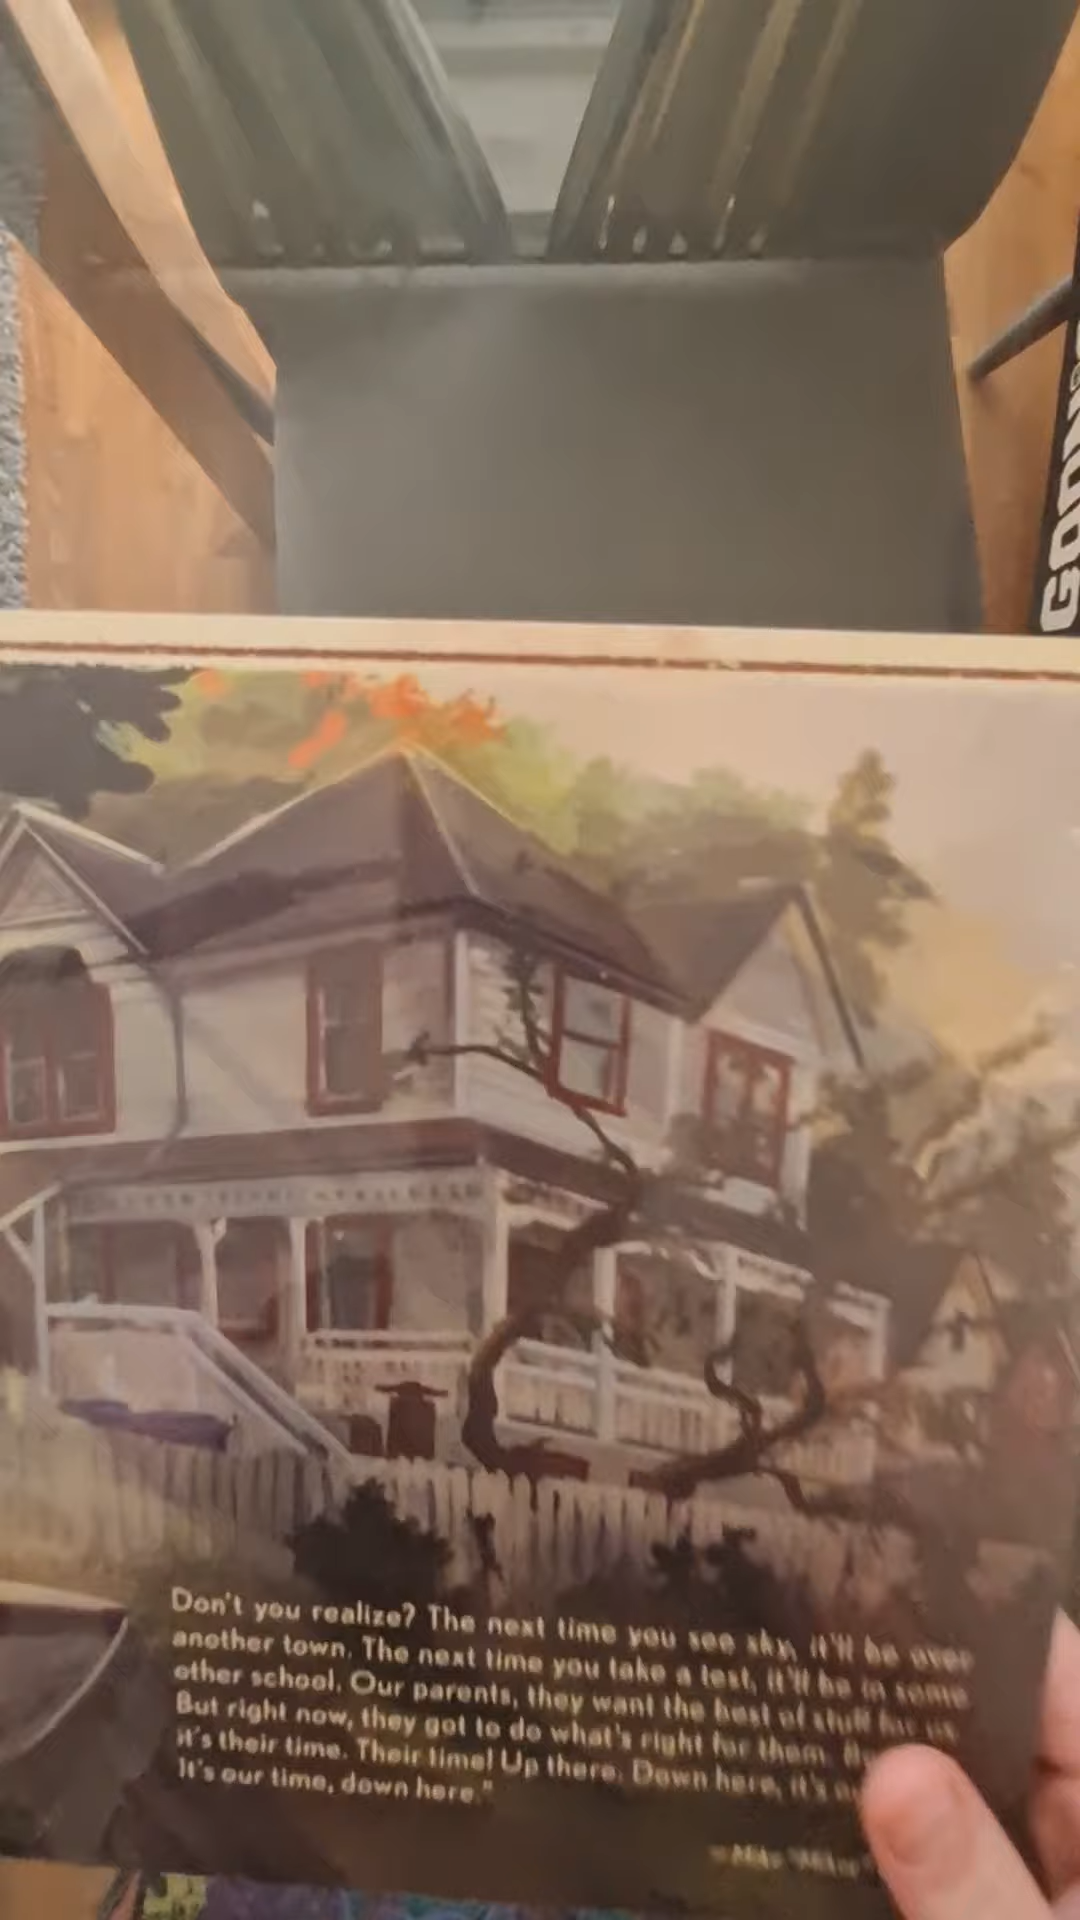 GOON
Don't you realize? The next time you see sky, it'll be over
another town. The next time you take a test, it'll be in some
other school. Our parents, they want the best of stuff for us.
But right now, they got to do what's right for them.
it's their time. Their time! Up there. Down here, it's
It's our time, down here."